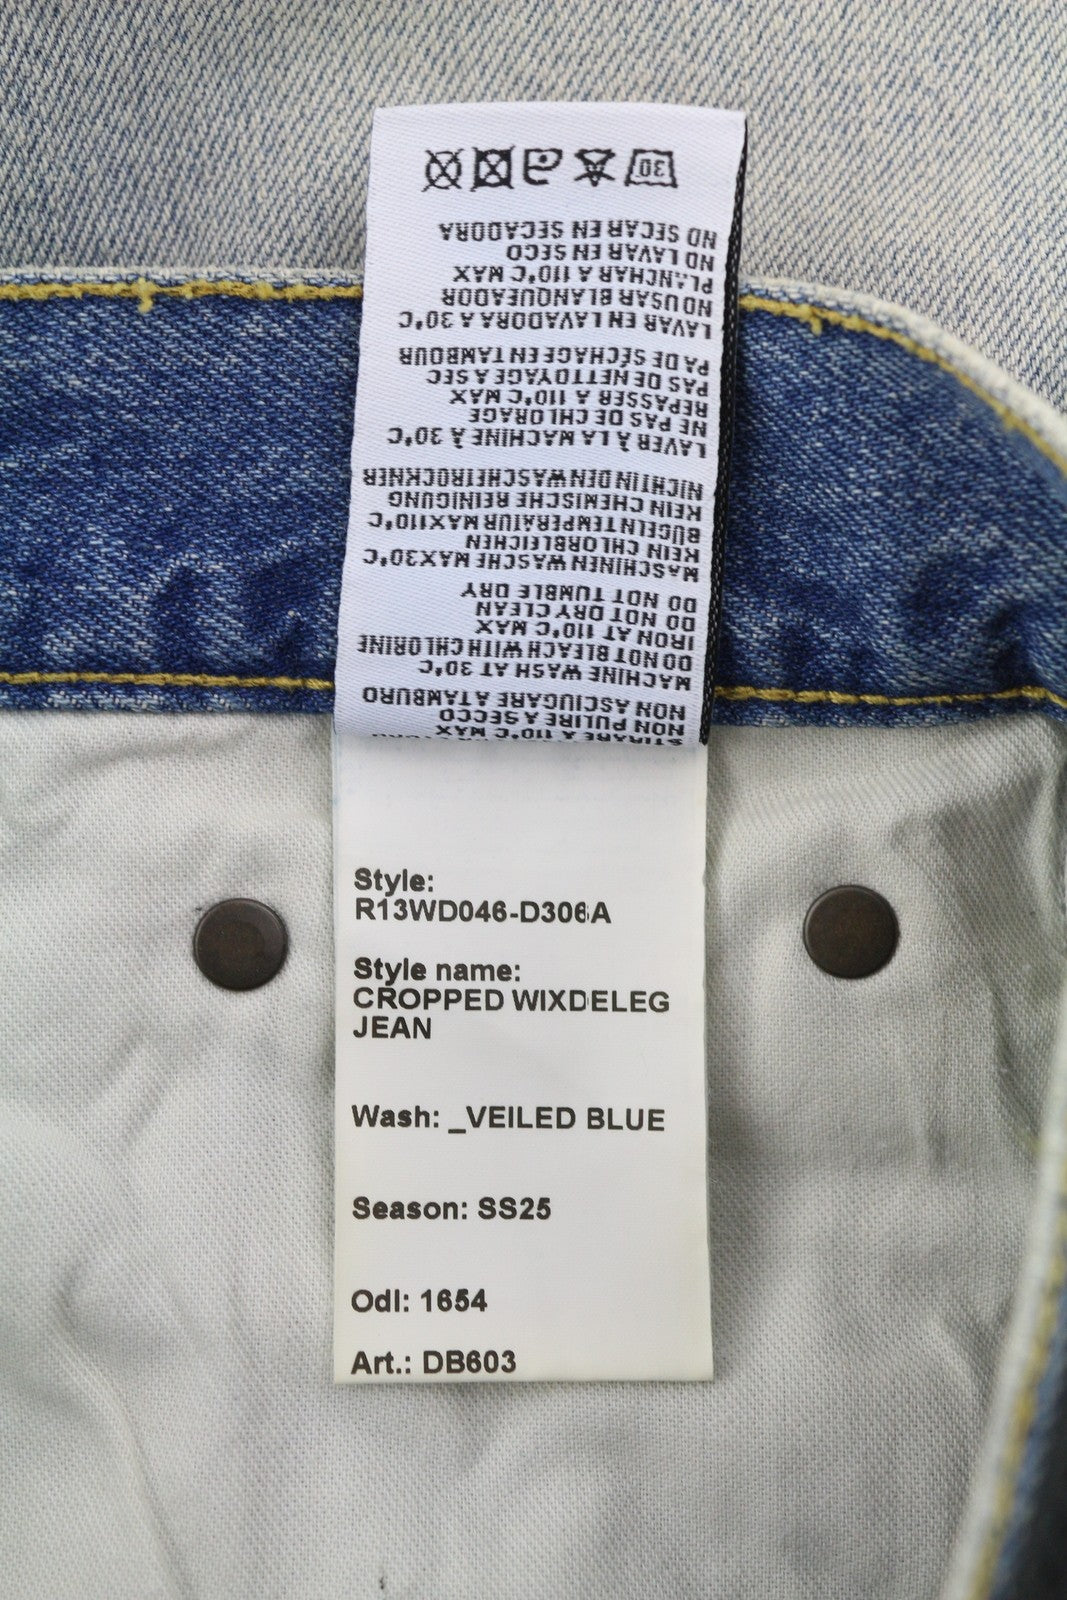 STIRARE A 110°C MAX
NON PULIRE A SECCO
NON ASCIUGARE A TAMBURO
MACHINE WASH AT 30°C
DO NOT BLEACH WITH CHLORINE
IRON AT 110°C MAX
DO NOT DRY CLEAN
DO NOT TUMBLE DRY
MASCHINEN WASCHE MAX30°C
KEIN CHLORBLEICHEN
BÜGELN TEMPERATUR MAX110°C
KEIN CHEMISCHE REINIGUNG
NICHT IN DEN WASCHETROCKNER
LAVER À LA MACHINE À 30°C
NE PAS DE CHLORAGE
REPASSER A 110°C MAX
PAS DE NETTOYAGE A SEC
PA DE SÉCHAGE EN TAMBOUR
LAVAR EN LAVADORA A 30°C
NO USAR BLANQUEADOR
PLANCHAR A 110°C MAX
NO LAVAR EN SECO
NO SECAR EN SECADORA
30
Style:
R13WD046-D306A
Style name:
CROPPED WIXDELEG
JEAN
Wash: _VEILED BLUE
Season: SS25
Odl: 1654
Art.: DB603